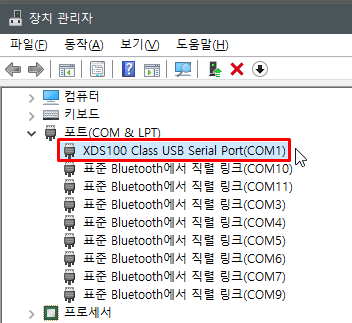 장치 관리자
파일(F) 동작(A) 보기(V) 도움말(H)
컴퓨터
키보드
포트(COM & LPT)
XDS100 Class USB Serial Port(COM1)
표준 Bluetooth에서 직렬 링크(COM10)
표준 Bluetooth에서 직렬 링크(COM11)
표준 Bluetooth에서 직렬 링크(COM3)
표준 Bluetooth에서 직렬 링크(COM4)
표준 Bluetooth에서 직렬 링크(COM5)
표준 Bluetooth에서 직렬 링크(COM6)
표준 Bluetooth에서 직렬 링크(COM7)
표준 Bluetooth에서 직렬 링크(COM9)
프로세서